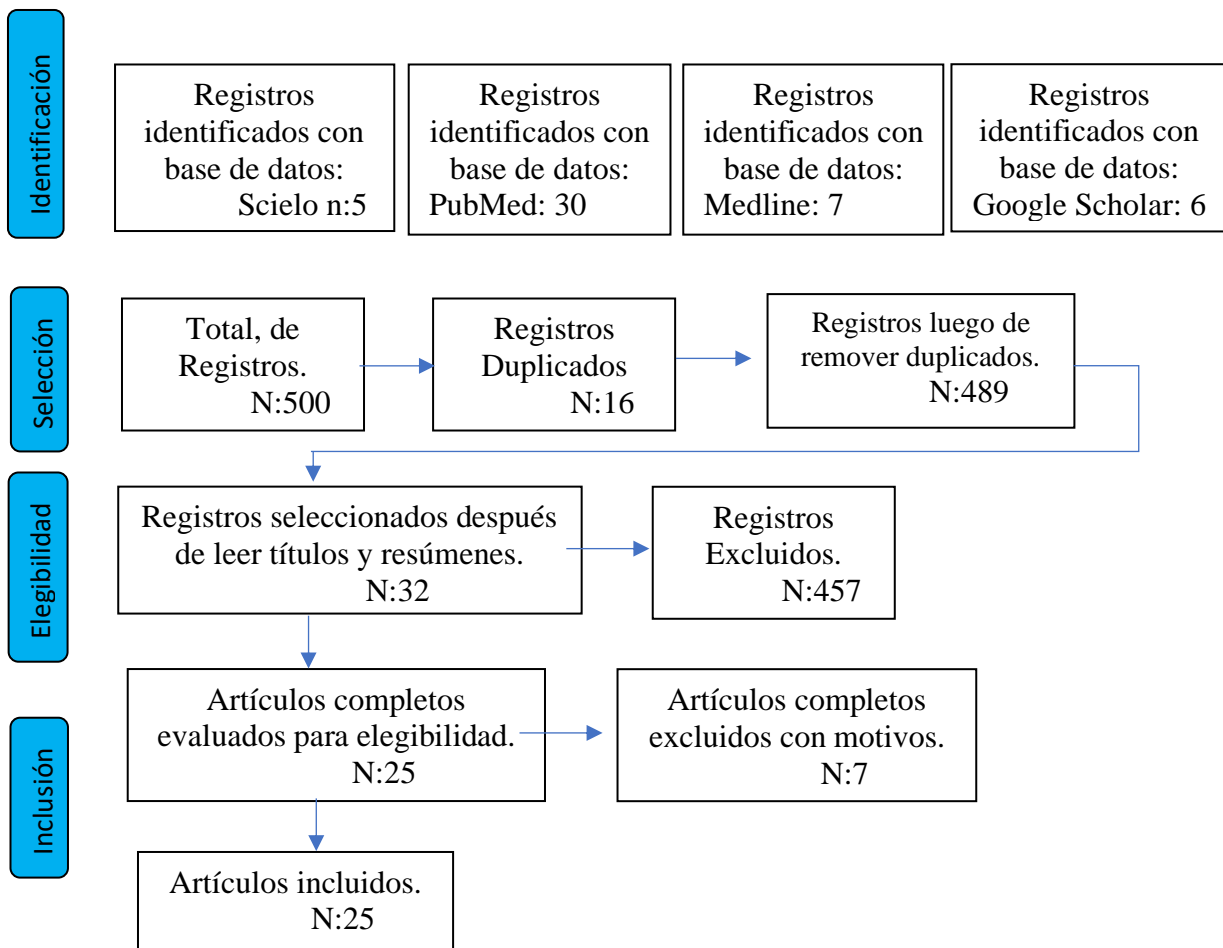 Identificación
Registros
identificados con
base de datos:
Scielo n:5
Registros
identificados con
base de datos:
PubMed: 30
Registros
identificados con
base de datos:
Medline: 7
Registros
identificados con
base de datos:
Google Scholar: 6
Selección
Total, de
Registros.
N:500
Registros
Duplicados
N:16
Registros luego de
remover duplicados.
N:489
Elegibilidad
Registros seleccionados después
de leer títulos y resúmenes.
N:32
Registros
Excluidos.
N:457
Inclusión
Artículos completos
evaluados para elegibilidad.
N:25
Artículos completos
excluidos con motivos.
N:7
Artículos incluidos.
N:25